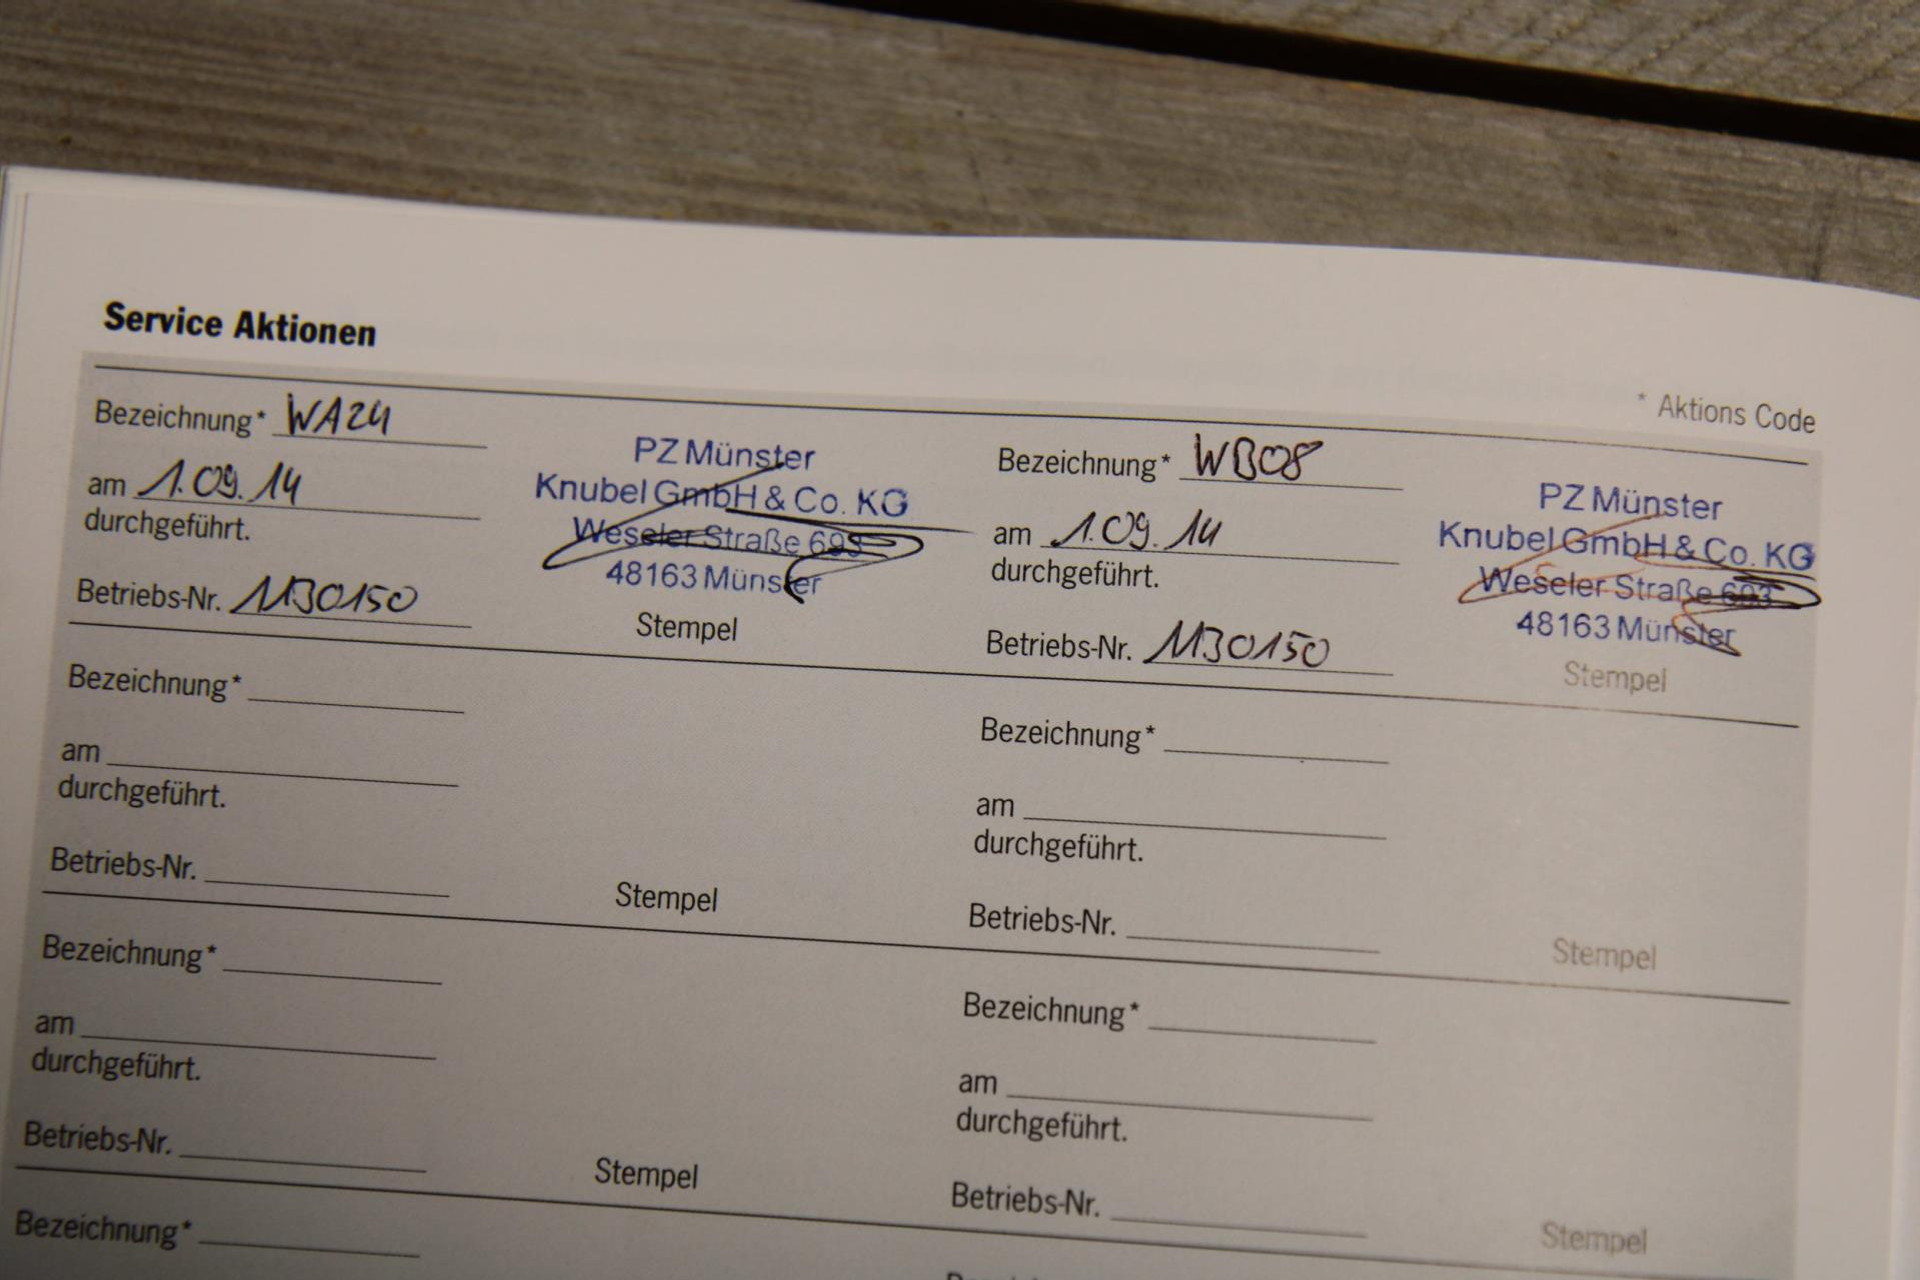 Service Aktionen
* Aktions Code
Bezeichnung* WA24
am 1.09.14
durchgeführt.
Betriebs-Nr. 1130150
PZ Münster
Knubel GmbH & Co. KG
Weseler Straße 693
48163 Münster
Stempel
Bezeichnung* WB08
am 1.09.14
durchgeführt.
Betriebs-Nr. 1130150
PZ Münster
Knubel GmbH & Co. KG
Weseler Straße 693
48163 Münster
Stempel
Bezeichnung*
am
durchgeführt.
Betriebs-Nr.
Stempel
Bezeichnung*
am
durchgeführt.
Betriebs-Nr.
Stempel
Bezeichnung*
am
durchgeführt.
Betriebs-Nr.
Stempel
Bezeichnung*
am
durchgeführt.
Betriebs-Nr.
Stempel
Bezeichnung*